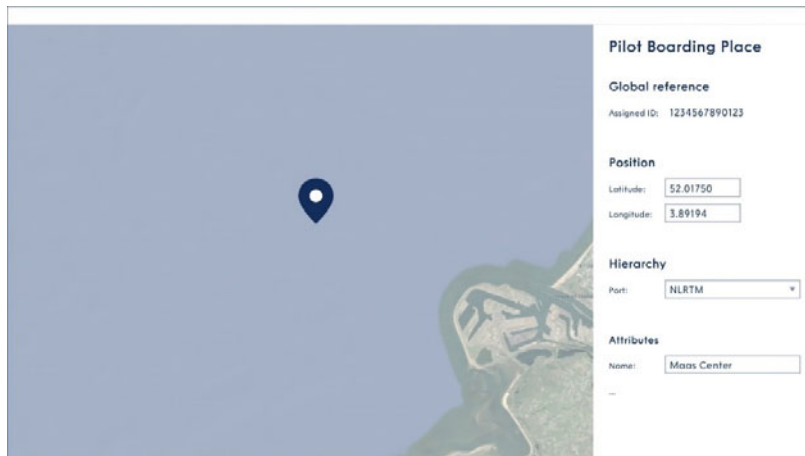 Pilot Boarding Place
Global reference
Assigned ID: 1234567890123
Position
Latitude: 52.01750
Longitude: 3.89194
Hierarchy
Port: NLRTM
Attributes
Name: Maas Center
...